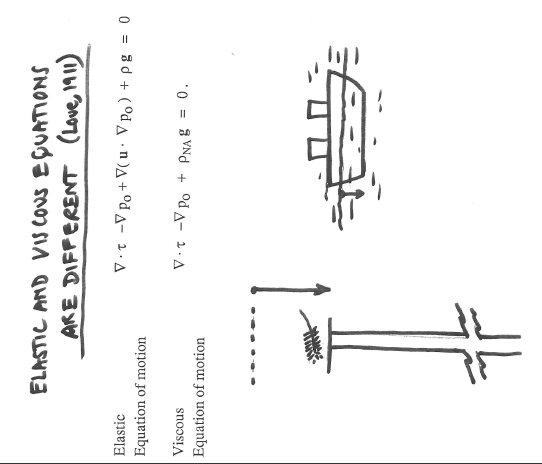 ELASTIC AND VISCOUS EQUATIONS
ARE DIFFERENT (Love, 1911)
Elastic
Equation of motion
∇ · τ −∇p₀ + ∇(u · ∇p₀) + ρ g = 0
Viscous
Equation of motion
∇ · τ −∇p₀ + ρ_NA g = 0.